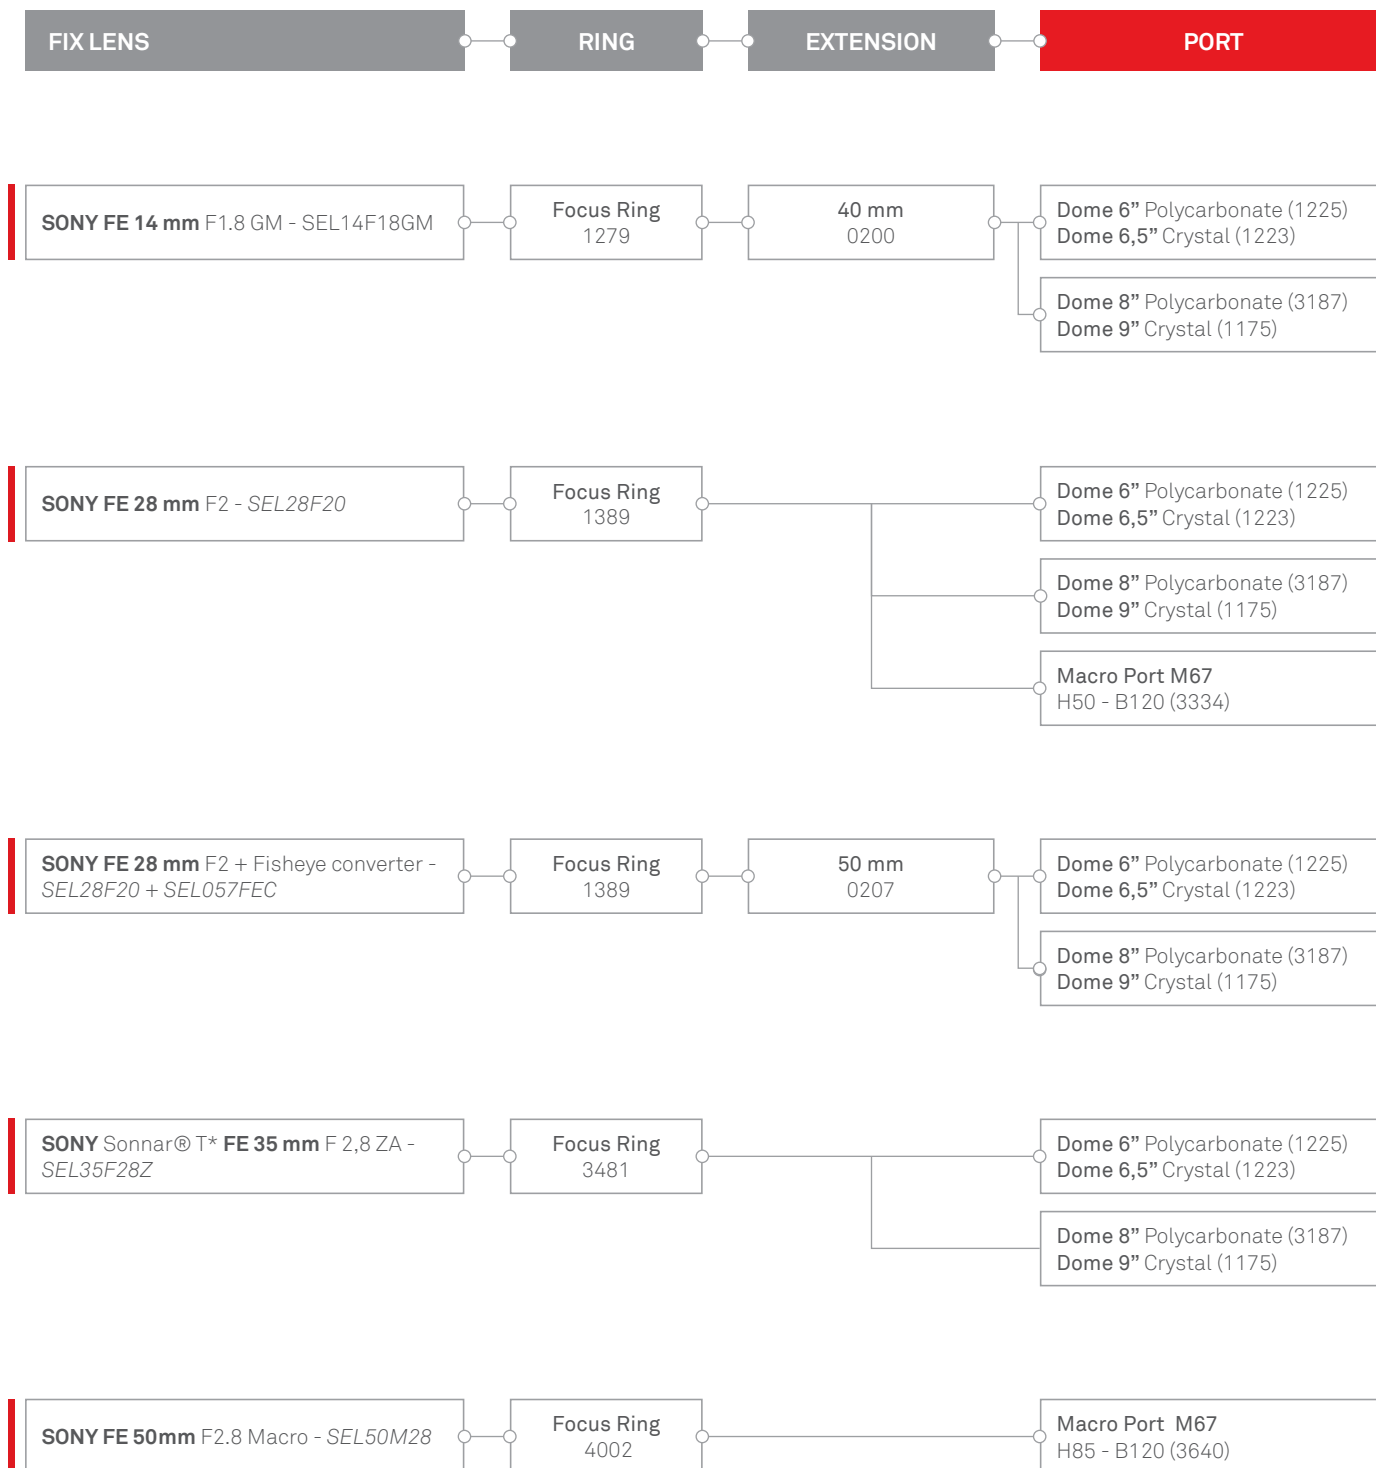 FIX LENS RING EXTENSION PORT
SONY FE 14 mm F1.8 GM - SEL14F18GM
Focus Ring
1279
40 mm
0200
Dome 6” Polycarbonate (1225)
Dome 6,5” Crystal (1223)
Dome 8” Polycarbonate (3187)
Dome 9” Crystal (1175)
SONY FE 28 mm F2 - SEL28F20
Focus Ring
1389
Dome 6” Polycarbonate (1225)
Dome 6,5” Crystal (1223)
Dome 8” Polycarbonate (3187)
Dome 9” Crystal (1175)
Macro Port M67
H50 - B120 (3334)
SONY FE 28 mm F2 + Fisheye converter -
SEL28F20 + SEL057FEC
Focus Ring
1389
50 mm
0207
Dome 6” Polycarbonate (1225)
Dome 6,5” Crystal (1223)
Dome 8” Polycarbonate (3187)
Dome 9” Crystal (1175)
SONY Sonnar® T* FE 35 mm F 2,8 ZA -
SEL35F28Z
Focus Ring
3481
Dome 6” Polycarbonate (1225)
Dome 6,5” Crystal (1223)
Dome 8” Polycarbonate (3187)
Dome 9” Crystal (1175)
SONY FE 50mm F2.8 Macro - SEL50M28
Focus Ring
4002
Macro Port M67
H85 - B120 (3640)